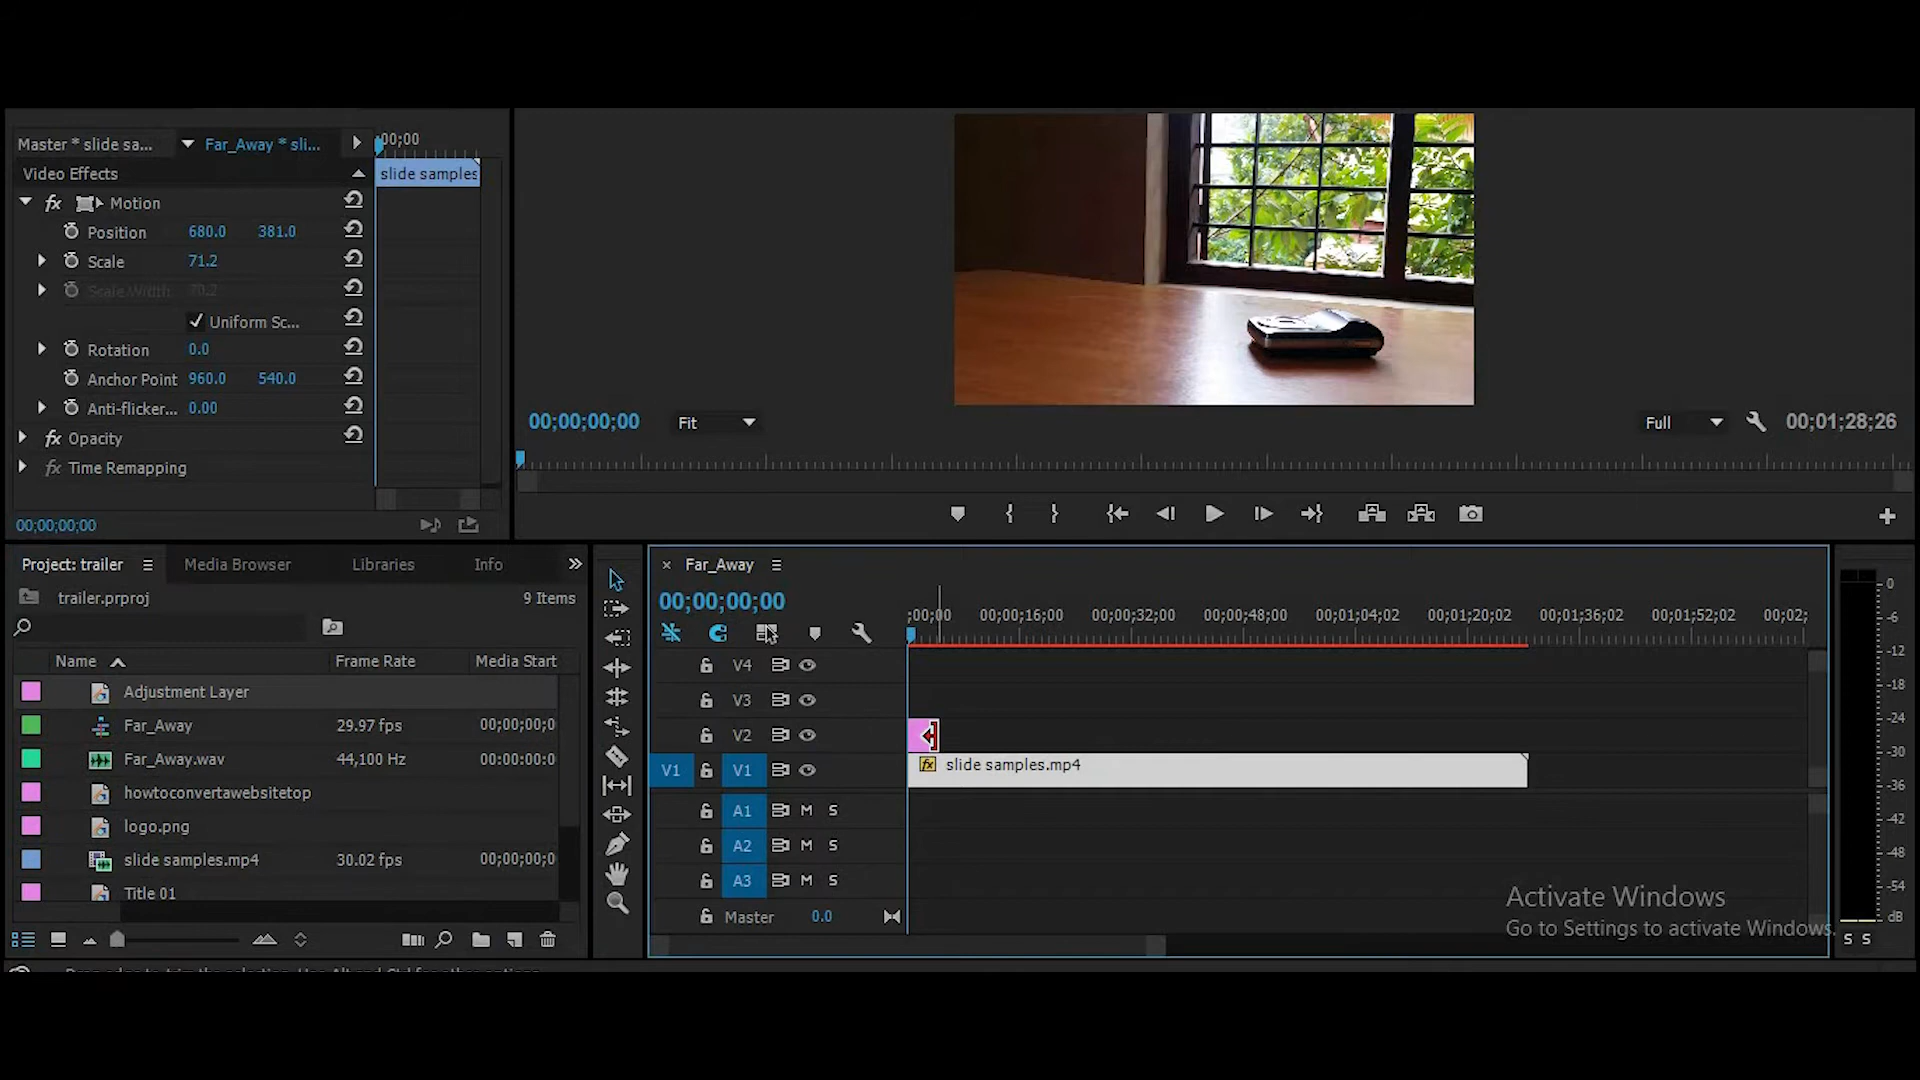 Master * slide sa... Far_Away * sli... ;00;00
Video Effects slide samples
fx Motion
Position 680.0 381.0
Scale 71.2
Scale Width 70.2
Uniform Sc...
Rotation 0.0
Anchor Point 960.0 540.0
Anti-flicker... 0.00
fx Opacity
fx Time Remapping
00;00;00;00
00;00;00;00 Fit Full 00;01;28;26
Project: trailer Media Browser Libraries Info
trailer.prproj 9 Items
Name Frame Rate Media Start
Adjustment Layer
Far_Away 29.97 fps 00;00;00;0
Far_Away.wav 44,100 Hz 00:00:00:0
howtoconvertawebsitetop
logo.png
slide samples.mp4 30.02 fps 00;00;00;0
Title 01
× Far_Away
00;00;00;00
;00;00 00;00;16;00 00;00;32;00 00;00;48;00 00;01;04;02 00;01;20;02 00;01;36;02 00;01;52;02 00;02;
V4
V3
V2
V1 V1 fx slide samples.mp4
A1 M S
A2 M S
A3 M S
Master 0.0
0
-6
-12
-18
-24
-30
-36
-42
-48
-54
dB
S S
Activate Windows
Go to Settings to activate Windows.